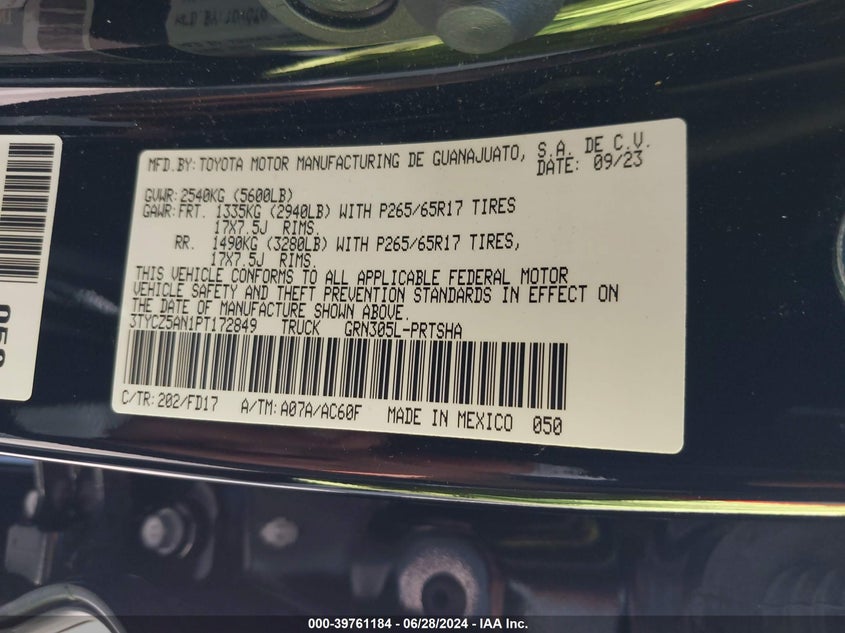 MFD. BY: TOYOTA MOTOR MANUFACTURING DE GUANAJUATO, S.A. DE C.V.
DATE: 09/23
GVWR: 2540KG (5600LB)
GAWR: FRT. 1335KG (2940LB) WITH P265/65R17 TIRES
17X7.5J RIMS.
RR. 1490KG (3280LB) WITH P265/65R17 TIRES,
17X7.5J RIMS.
THIS VEHICLE CONFORMS TO ALL APPLICABLE FEDERAL MOTOR
VEHICLE SAFETY AND THEFT PREVENTION STANDARDS IN EFFECT ON
THE DATE OF MANUFACTURE SHOWN ABOVE.
3TYCZ5AN1PT172849 TRUCK GRN305L-PRTSHA
C/TR: 202/FD17 A/TM: A07A/AC60F MADE IN MEXICO 050
000-39761184 - 06/28/2024 - IAA Inc.